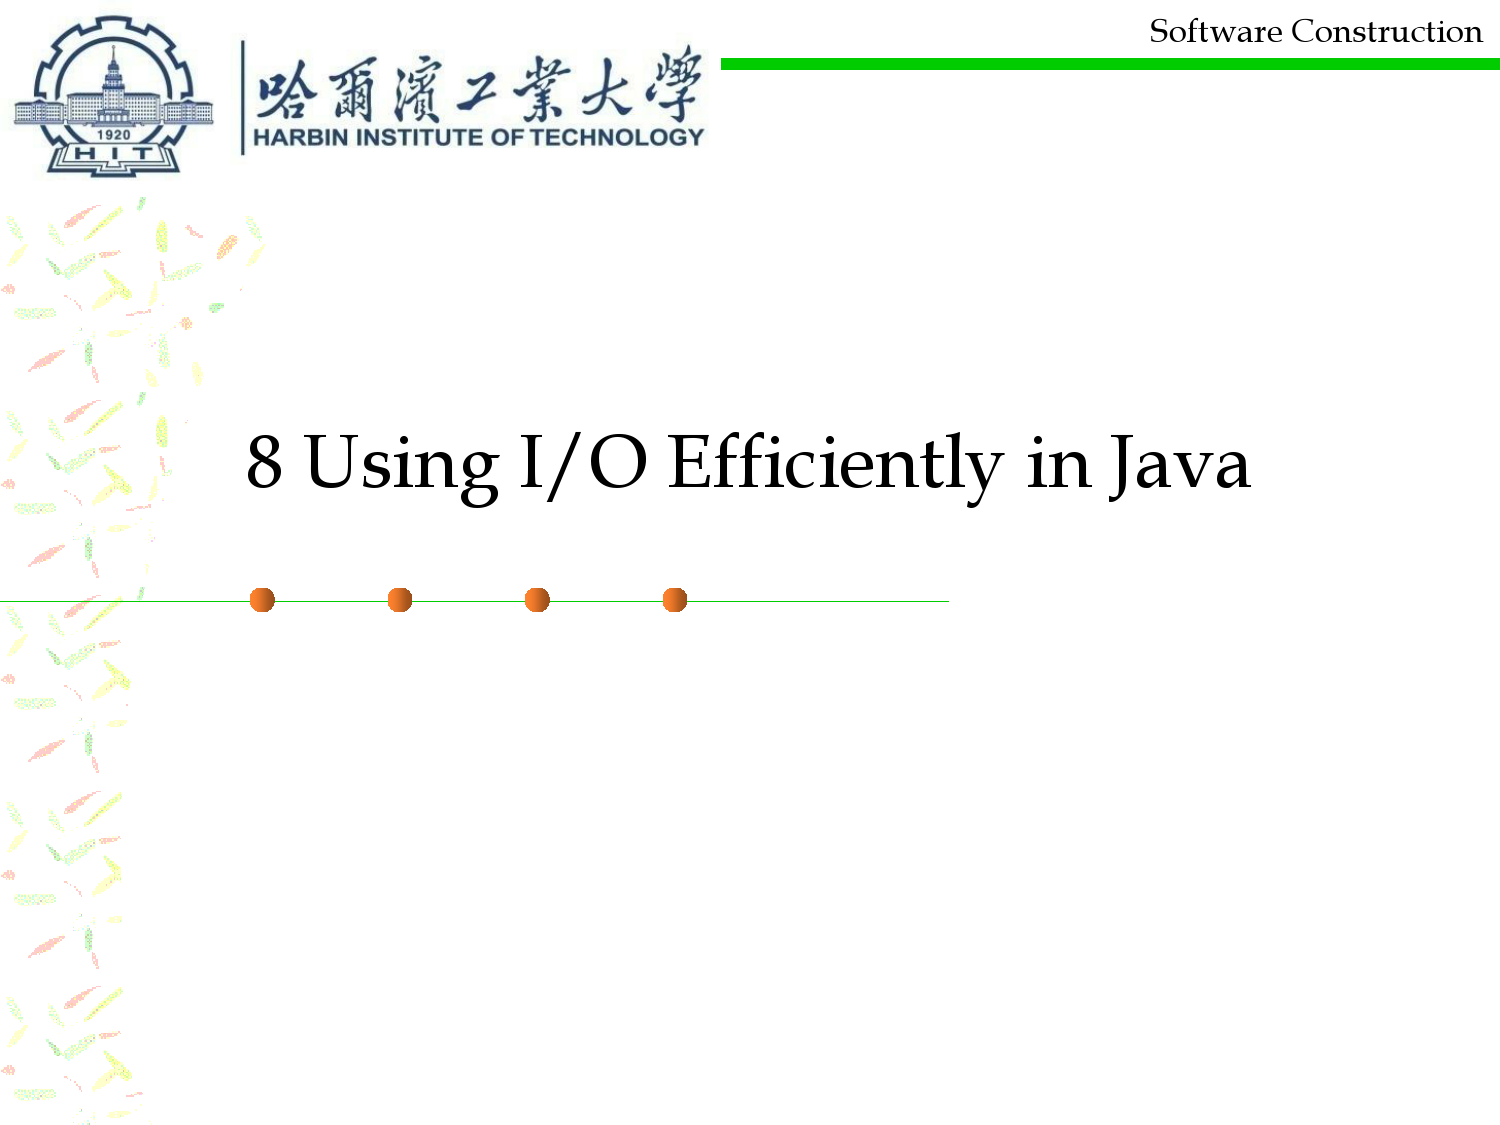 Software Construction
哈爾濱工業大學
HARBIN INSTITUTE OF TECHNOLOGY
1920
HIT
8 Using I/O Efficiently in Java